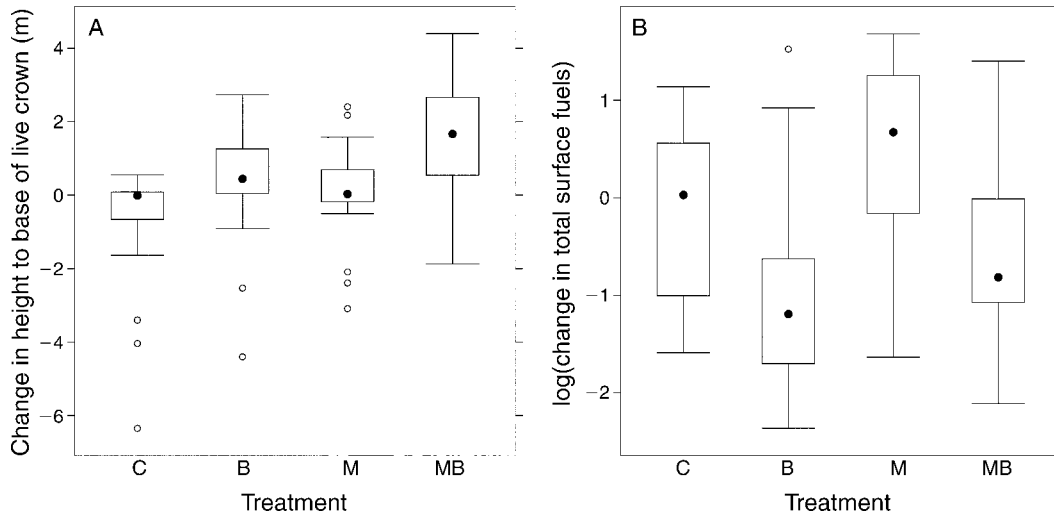 A
Change in height to base of live crown (m)
4
2
0
−2
−4
−6
C B M MB
Treatment
B
log(change in total surface fuels)
1
0
−1
−2
C B M MB
Treatment